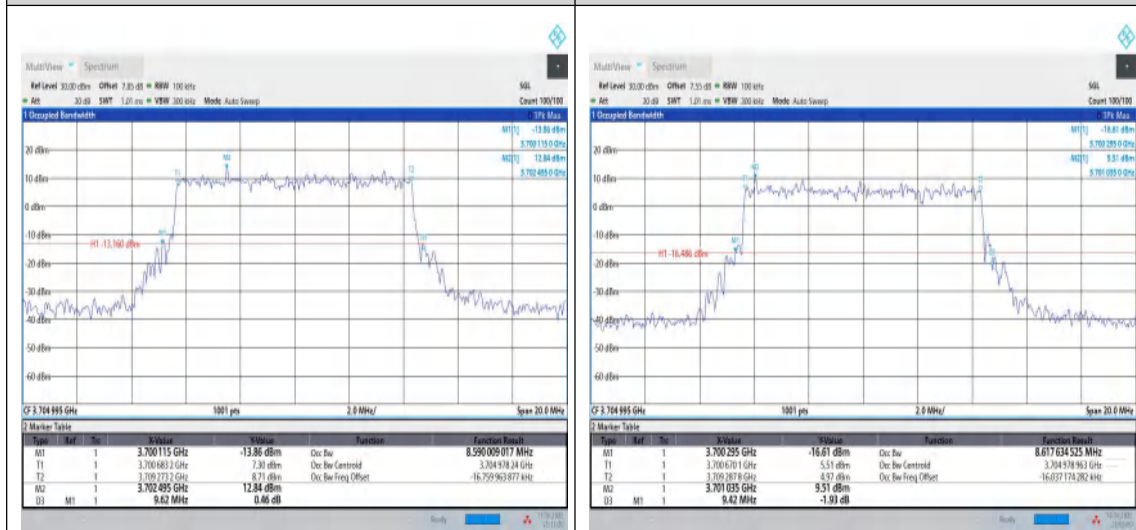 MultiView Spectrum
Ref Level 30.00 dBm Offset 7.85 dB RBW 100 kHz SGL
Att 30 dB SWT 1.01 ms VBW 300 kHz Mode Auto Sweep Count 100/100
1 Occupied Bandwidth 1Pk Max
M1[1] -13.86 dBm
3.700 115 0 GHz
M2[1] 12.84 dBm
3.702 495 0 GHz
20 dBm
10 dBm
0 dBm
-10 dBm
H1 -13.160 dBm
-20 dBm
-30 dBm
-40 dBm
-50 dBm
-60 dBm
M1
T1
M2
T2
CF 3.704 995 GHz 1001 pts 2.0 MHz/ Span 20.0 MHz
2 Marker Table
Type Ref Trc X-Value Y-Value Function Function Result
M1 1 3.700 115 GHz -13.86 dBm Occ Bw 8.590 009 017 MHz
T1 1 3.700 683 2 GHz 7.30 dBm Occ Bw Centroid 3.704 978 24 GHz
T2 1 3.709 273 2 GHz 8.71 dBm Occ Bw Freq Offset -16.759 963 877 kHz
M2 1 3.702 495 GHz 12.84 dBm
D3 M1 1 9.62 MHz 0.46 dB
Ready
MultiView Spectrum
Ref Level 30.00 dBm Offset 7.55 dB RBW 100 kHz SGL
Att 30 dB SWT 1.01 ms VBW 300 kHz Mode Auto Sweep Count 100/100
1 Occupied Bandwidth 1Pk Max
M1[1] -16.61 dBm
3.700 295 0 GHz
M2[1] 9.51 dBm
3.701 035 0 GHz
20 dBm
10 dBm
0 dBm
-10 dBm
H1 -16.486 dBm
-20 dBm
-30 dBm
-40 dBm
-50 dBm
-60 dBm
M1
M2
CF 3.704 995 GHz 1001 pts 2.0 MHz/ Span 20.0 MHz
2 Marker Table
Type Ref Trc X-Value Y-Value Function Function Result
M1 1 3.700 295 GHz -16.61 dBm Occ Bw 8.617 634 525 MHz
T1 1 3.700 670 1 GHz 5.51 dBm Occ Bw Centroid 3.704 978 963 GHz
T2 1 3.709 287 8 GHz 4.97 dBm Occ Bw Freq Offset -16.037 174 282 kHz
M2 1 3.701 035 GHz 9.51 dBm
D3 M1 1 9.42 MHz -1.93 dB
Ready